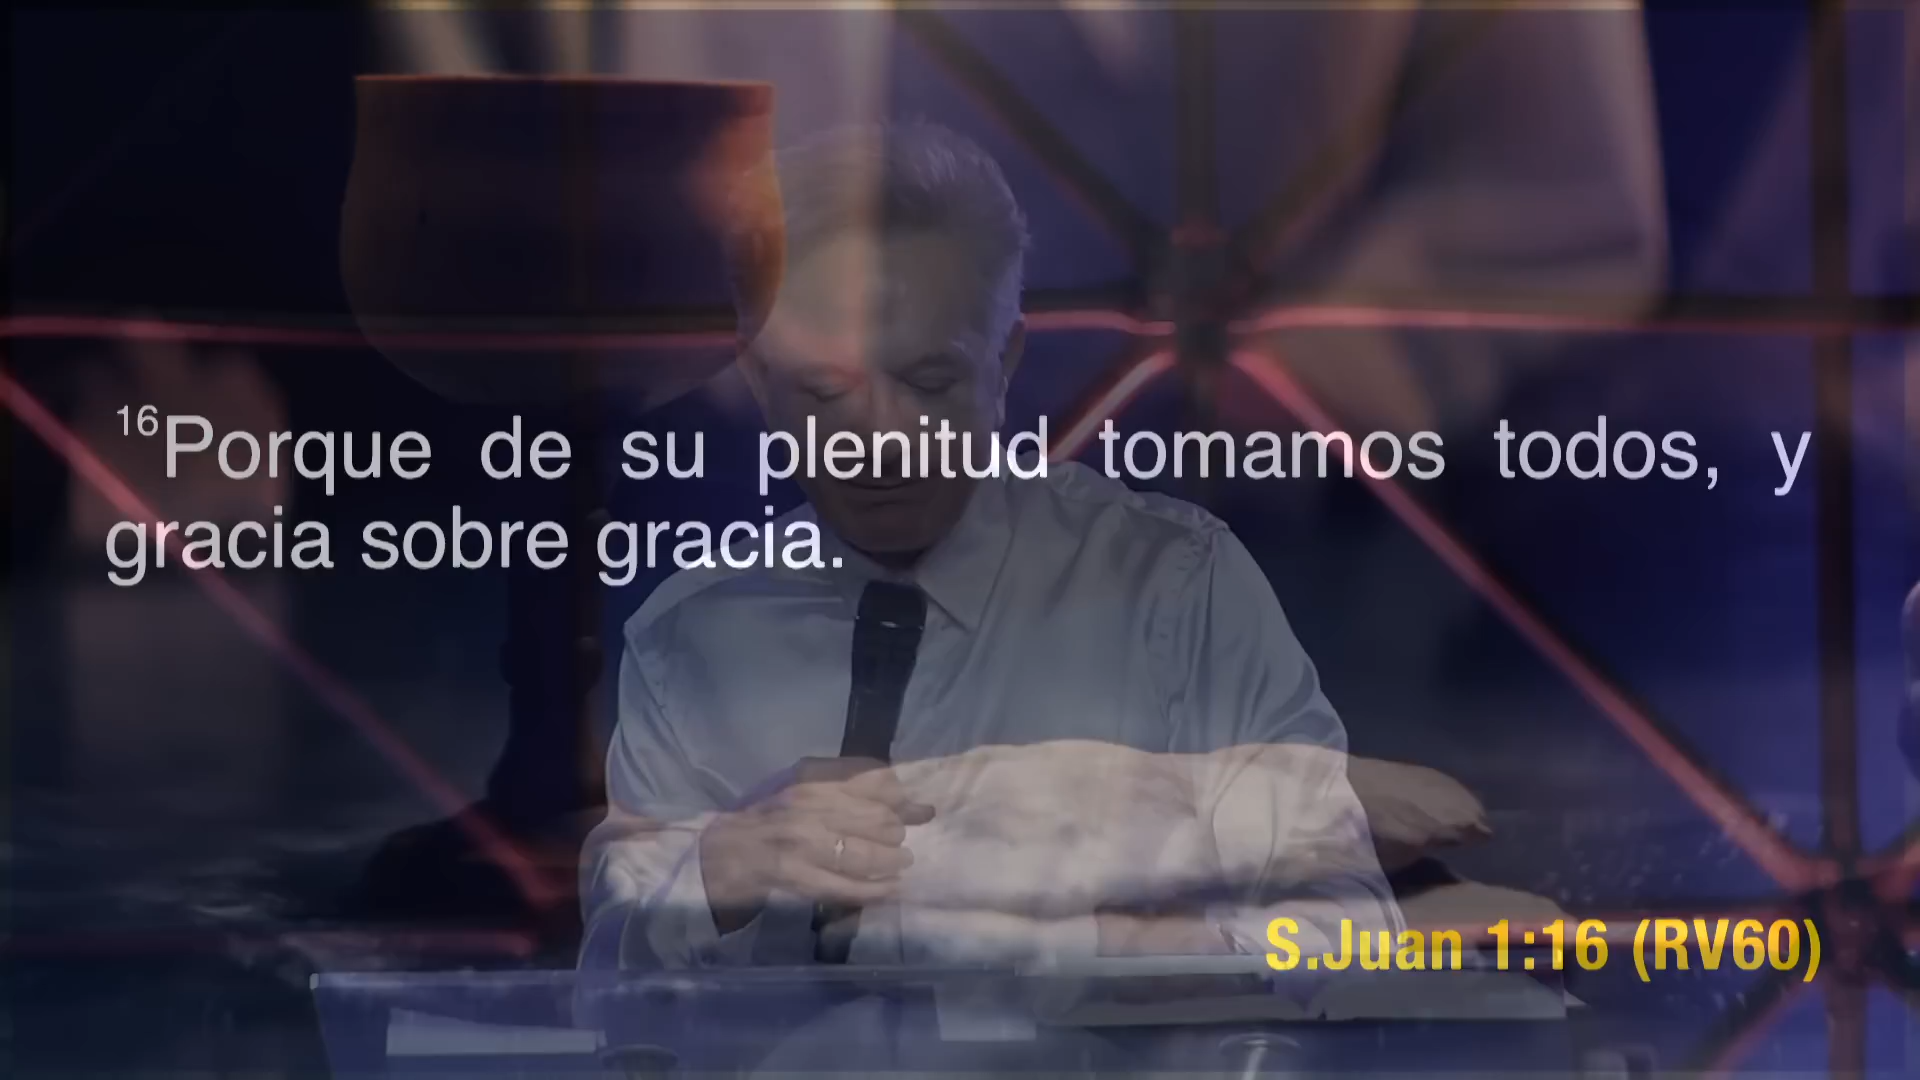 16Porque de su plenitud tomamos todos, y
gracia sobre gracia.
S.Juan 1:16 (RV60)